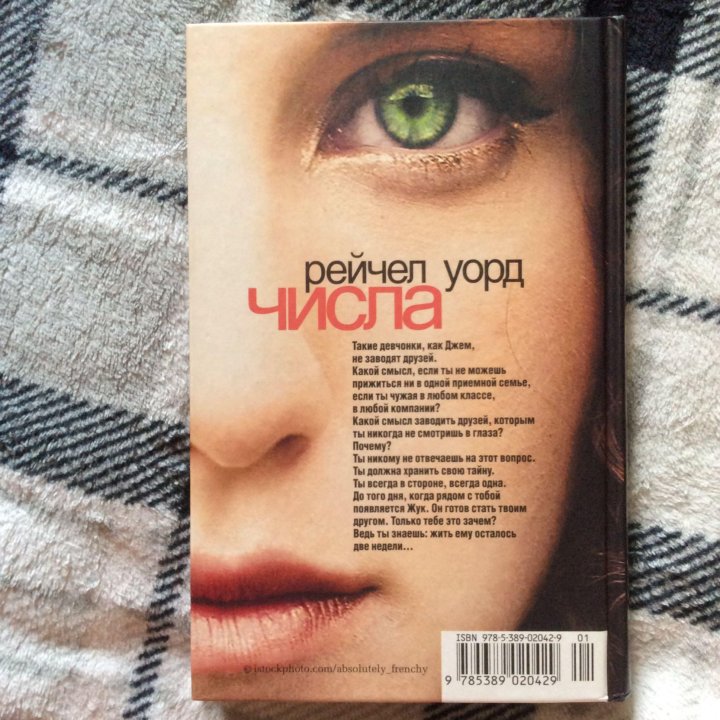 рейчел уорд
числа
Такие девчонки, как Джем,
не заводят друзей.
Какой смысл, если ты не можешь
прижиться ни в одной приемной семье,
если ты чужая в любом классе,
в любой компании?
Какой смысл заводить друзей, которым
ты никогда не смотришь в глаза?
Почему?
Ты никому не отвечаешь на этот вопрос.
Ты должна хранить свою тайну.
Ты всегда в стороне, всегда одна.
До того дня, когда рядом с тобой
появляется Жук. Он готов стать твоим
другом. Только тебе это зачем?
Ведь ты знаешь: жить ему осталось
две недели...
ISBN 978-5-389-02042-9 01
9 785389 020429
© istockphoto.com/absolutely_frenchy